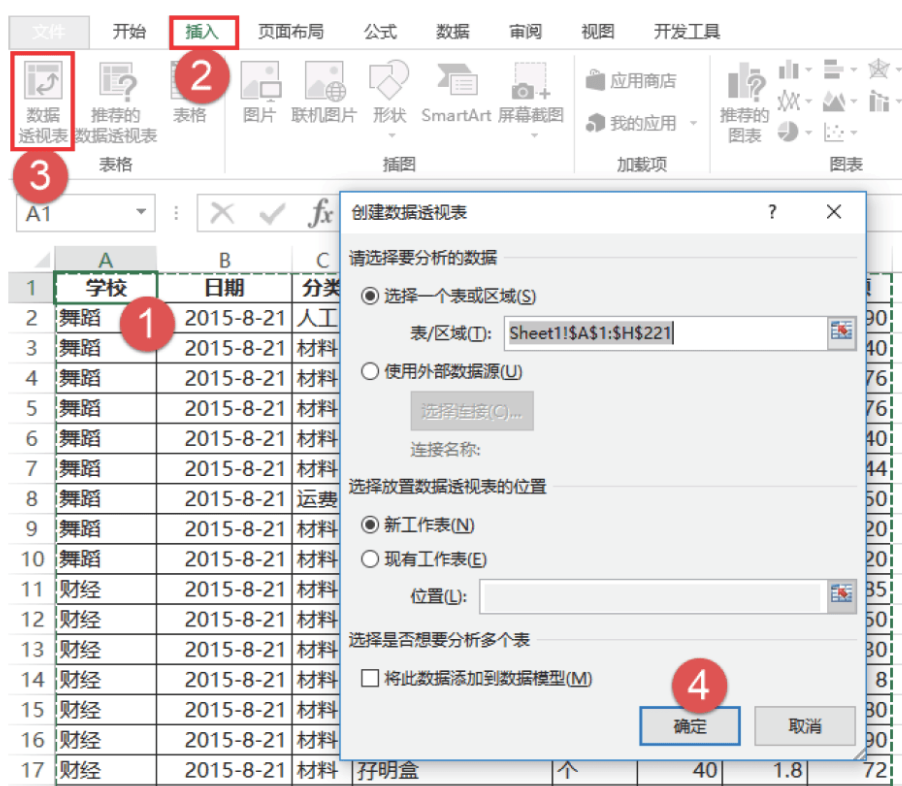 文件 开始 插入 页面布局 公式 数据 审阅 视图 开发工具
2
数据透视表 推荐的数据透视表 表格 图片 联机图片 形状 SmartArt 屏幕截图 应用商店 我的应用 推荐的图表
表格 插图 加载项 图表
3
A1 fx
创建数据透视表 ?
请选择要分析的数据
选择一个表或区域(S)
表/区域(T): Sheet1!$A$1:$H$221
使用外部数据源(U)
选择连接(C)...
连接名称:
选择放置数据透视表的位置
新工作表(N)
现有工作表(E)
位置(L):
选择是否想要分析多个表
将此数据添加到数据模型(M)
4
确定 取消
A B C
1 学校 日期 分类
1
2 舞蹈 2015-8-21 人工 90
3 舞蹈 2015-8-21 材料 40
4 舞蹈 2015-8-21 材料 76
5 舞蹈 2015-8-21 材料 76
6 舞蹈 2015-8-21 材料 40
7 舞蹈 2015-8-21 材料 44
8 舞蹈 2015-8-21 运费 50
9 舞蹈 2015-8-21 材料 20
10 舞蹈 2015-8-21 材料 20
11 财经 2015-8-21 材料 85
12 财经 2015-8-21 材料 50
13 财经 2015-8-21 材料 30
14 财经 2015-8-21 材料 8
15 财经 2015-8-21 材料 80
16 财经 2015-8-21 材料 90
17 财经 2015-8-21 材料 孖明盒 个 40 1.8 72